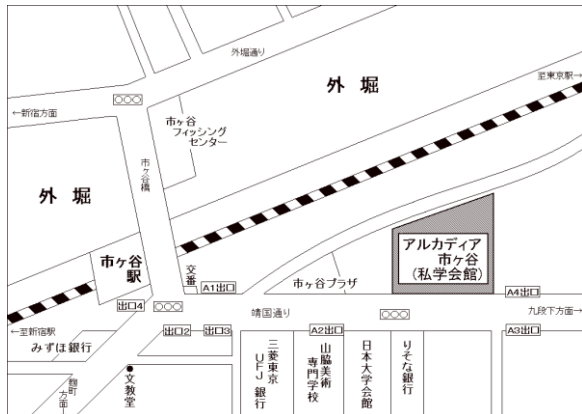 外堀通り
外 堀
至東京駅→
←新宿方面
市ヶ谷
フィッシング
センター
市ヶ谷橋
外 堀
アルカディア
市ヶ谷
(私学会館)
市ヶ谷
駅
交番
A1出口
市ヶ谷プラザ
A4出口
出口4
靖国通り
九段下方面→
←至新宿駅
出口2
出口3
A2出口
A3出口
みずほ銀行
麹町方面
文教堂
三菱東京
UFJ銀行
山脇美術
専門学校
日本大学会館
りそな銀行